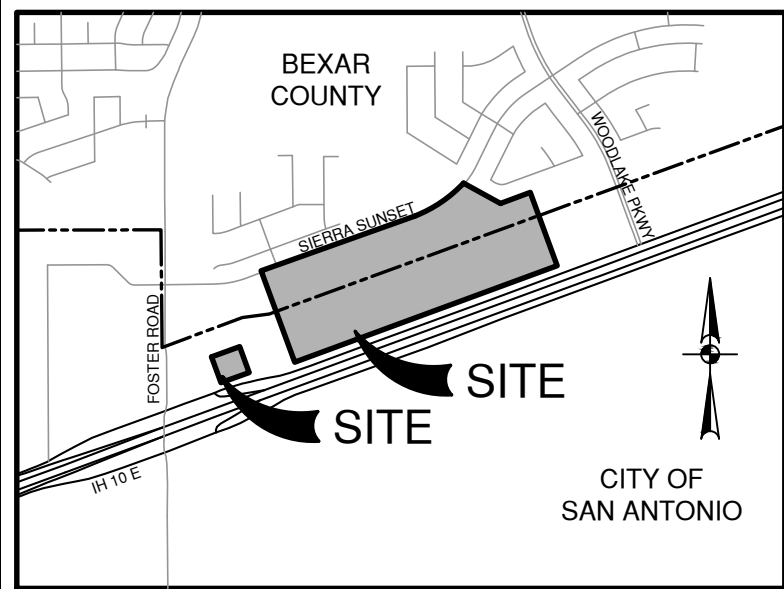 BEXAR
COUNTY
WOODLAKE PKWY
SIERRA SUNSET
FOSTER ROAD
SITE
SITE
IH 10 E
CITY OF
SAN ANTONIO